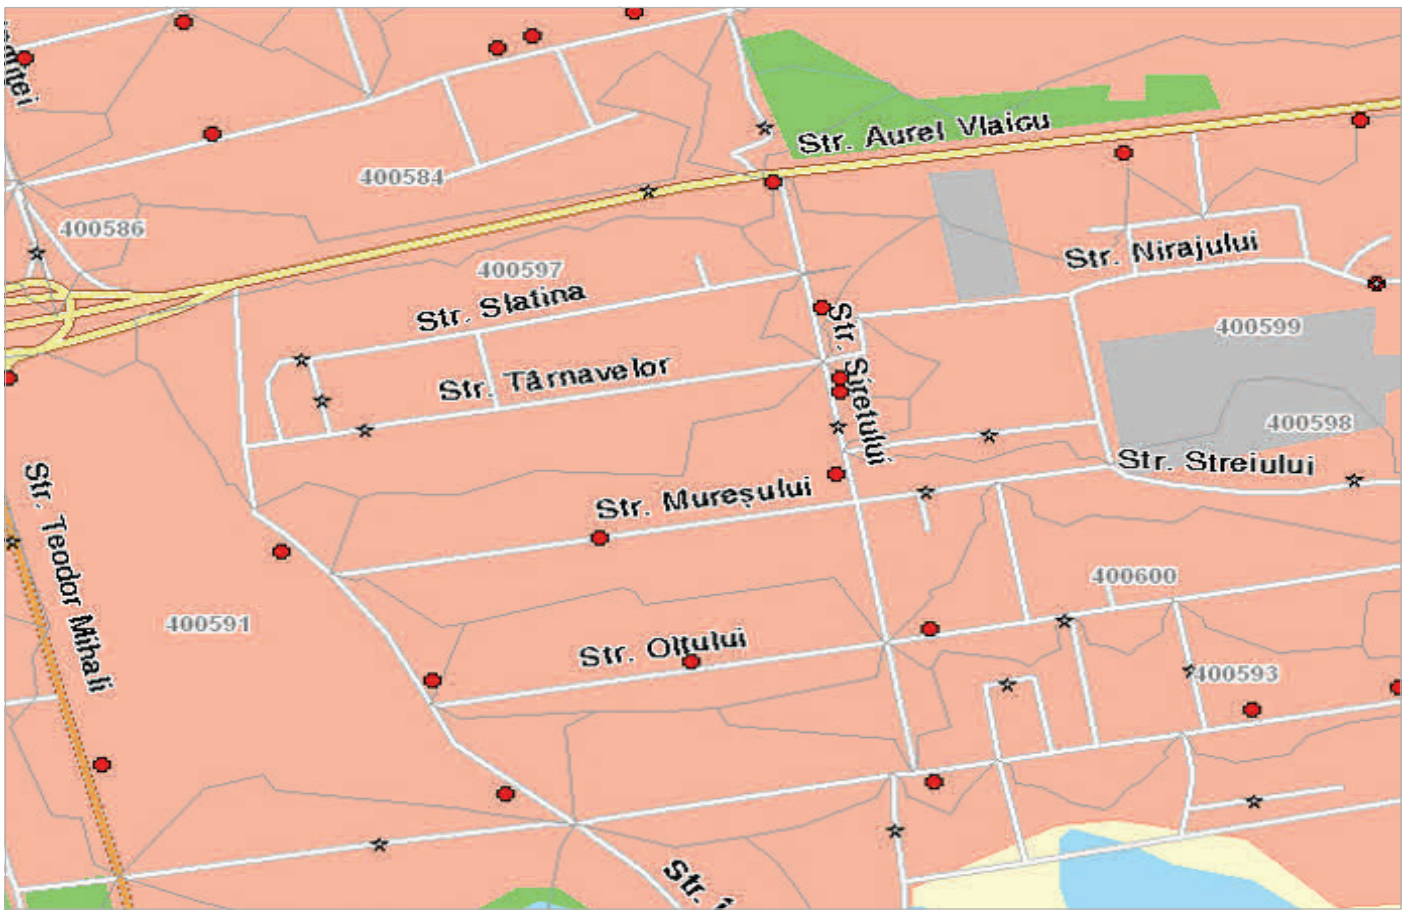 Str. Aurel Vlaicu
400584
400586
Str. Nirajului
400597
Str. Slatina
400599
Str. Siretului
Str. Târnavelor
400598
Str. Streiului
Str. Teodor Mihali
Str. Mureșului
400600
400591
Str. Oltului
400593
Str.